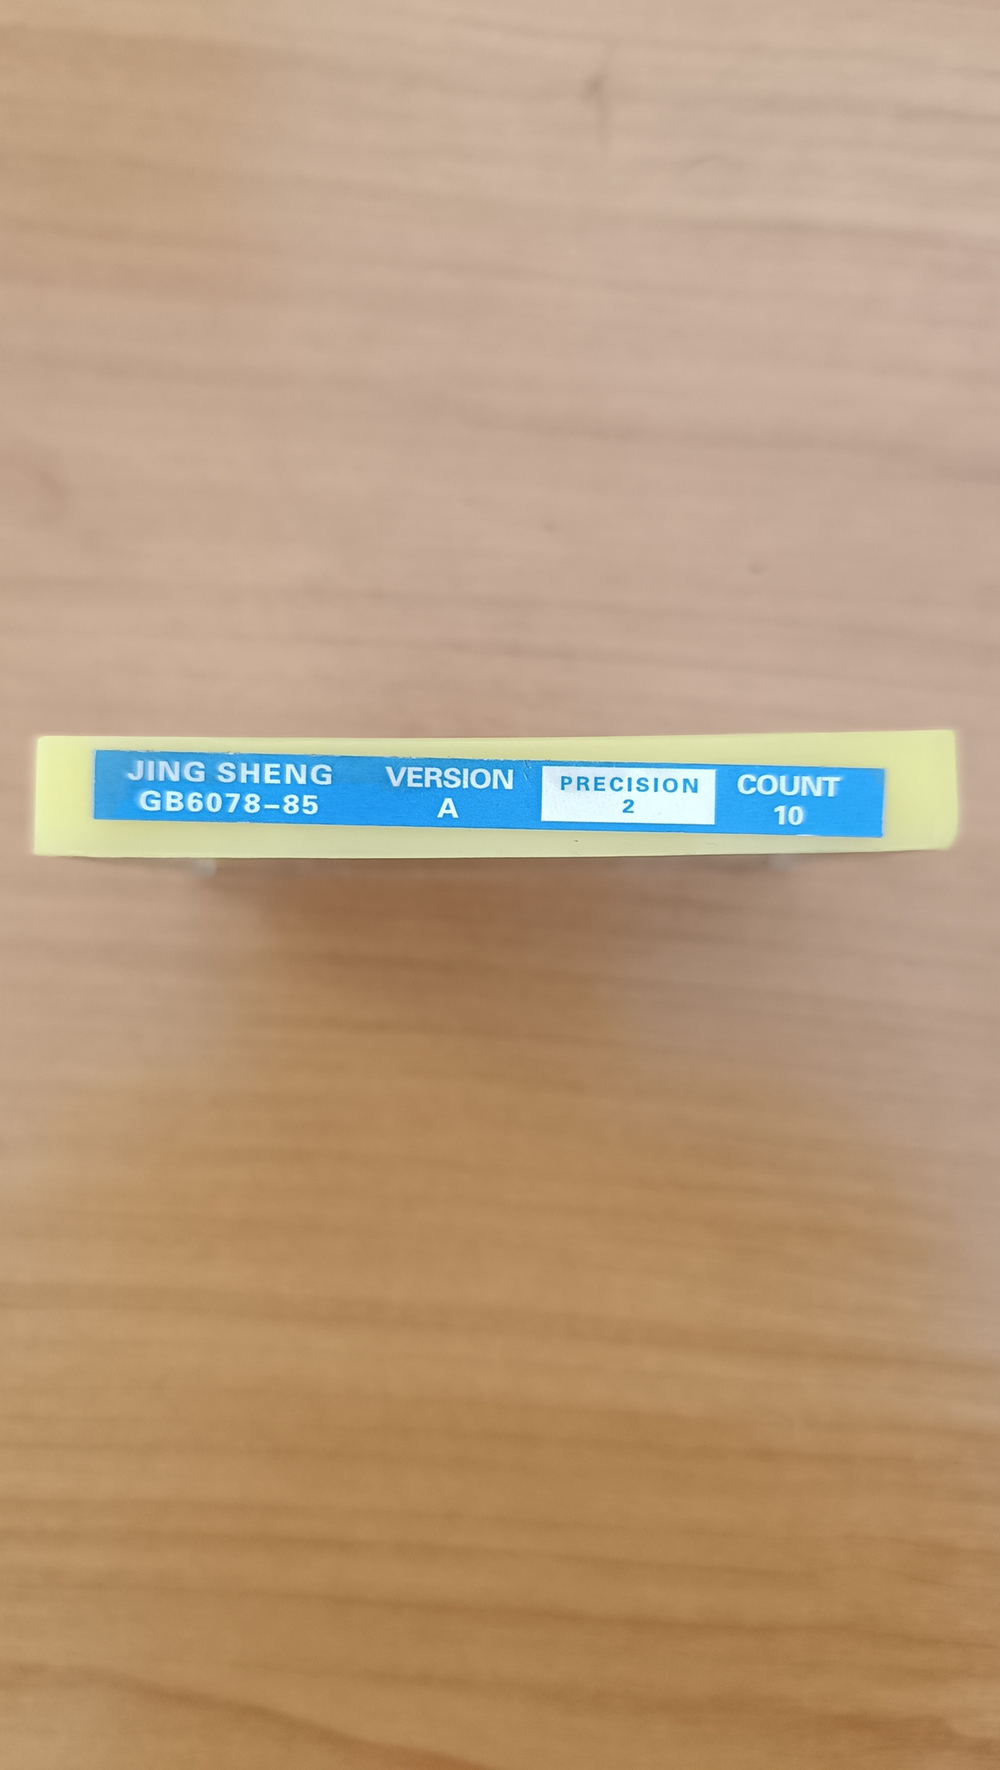 JING SHENG
GB6078-85
VERSION
A
PRECISION
2
COUNT
10